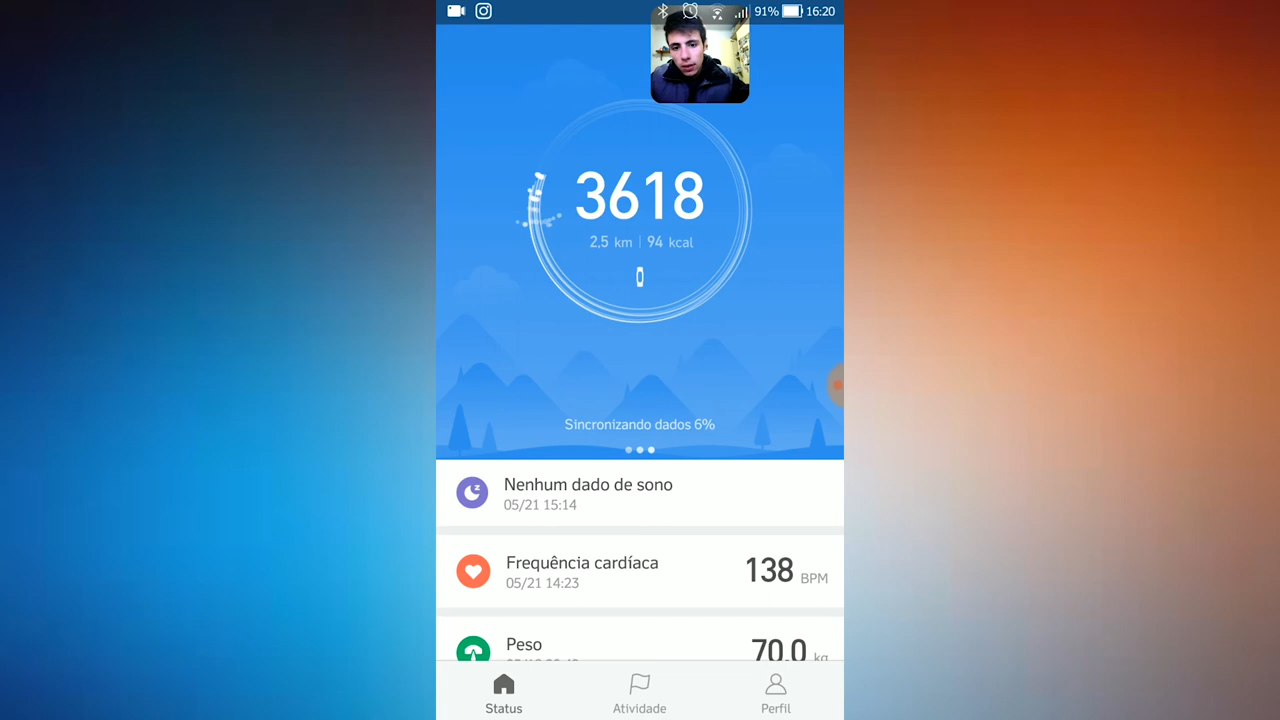 91% 16:20
3618
2,5 km | 94 kcal
Sincronizando dados 6%
Nenhum dado de sono
05/21 15:14
Frequência cardíaca
138 BPM
05/21 14:23
Peso
70,0 kg
Status
Atividade
Perfil